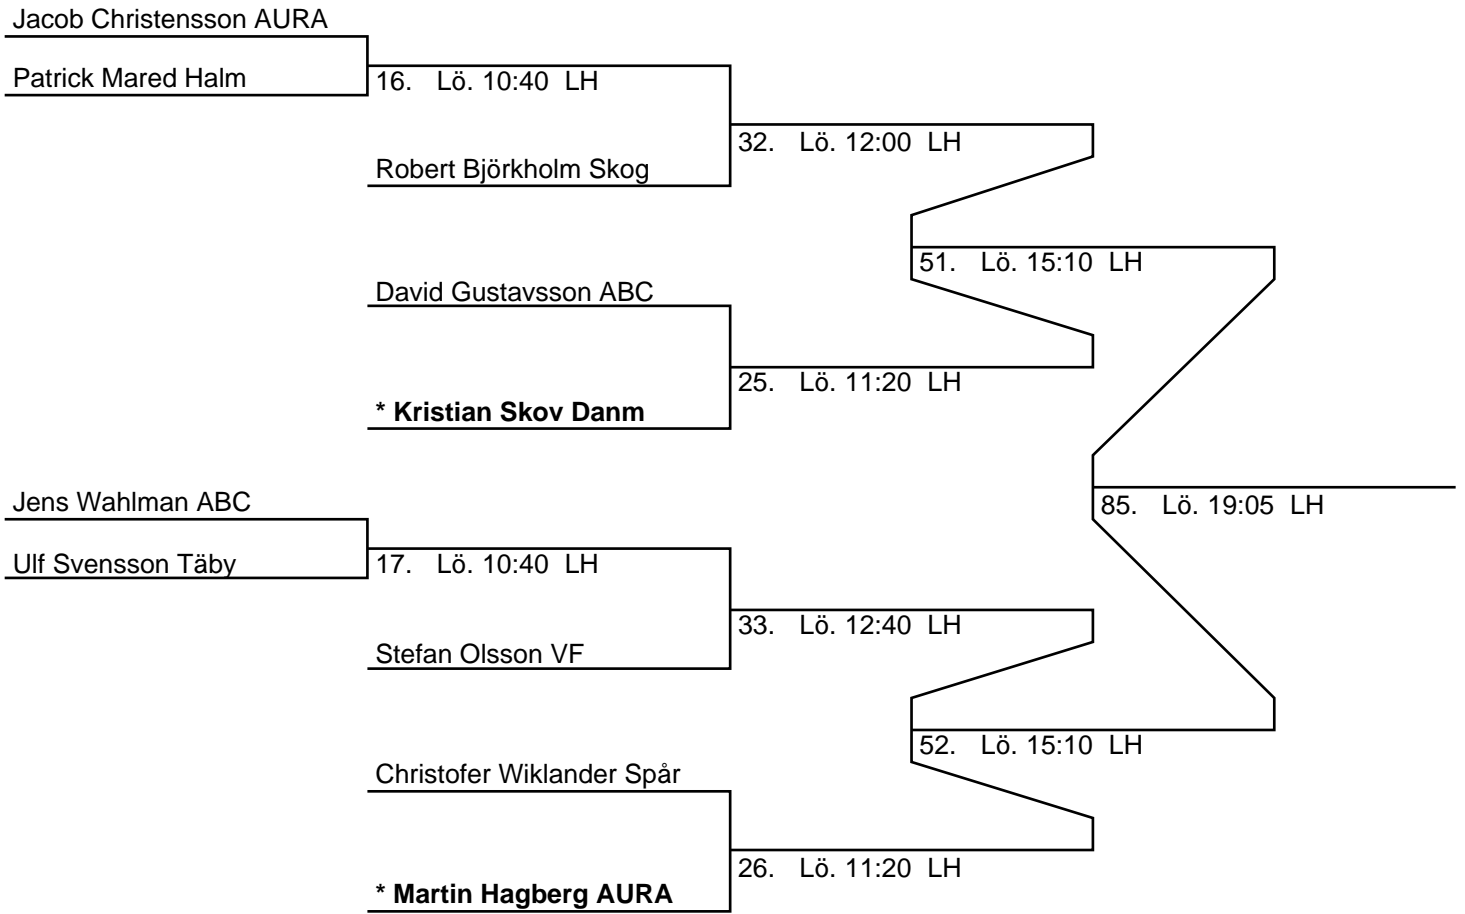 Jacob Christensson AURA
Patrick Mared Halm
16. Lö. 10:40 LH
32. Lö. 12:00 LH
Robert Björkholm Skog
51. Lö. 15:10 LH
David Gustavsson ABC
25. Lö. 11:20 LH
* Kristian Skov Danm
Jens Wahlman ABC
85. Lö. 19:05 LH
Ulf Svensson Täby
17. Lö. 10:40 LH
33. Lö. 12:40 LH
Stefan Olsson VF
52. Lö. 15:10 LH
Christofer Wiklander Spår
26. Lö. 11:20 LH
* Martin Hagberg AURA